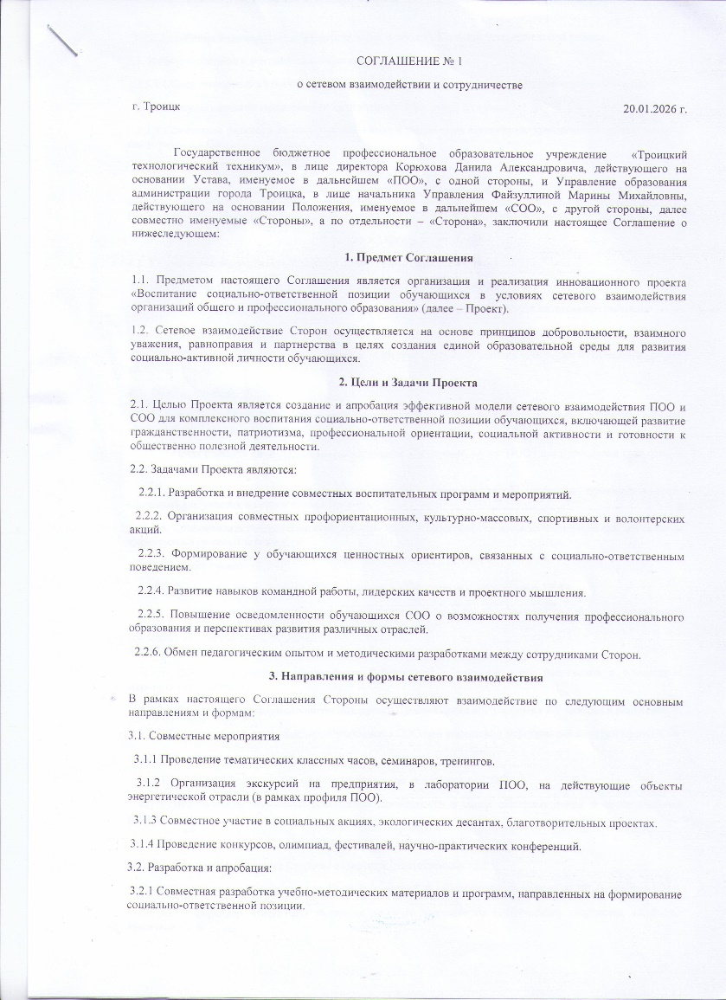 СОГЛАШЕНИЕ № 1
о сетевом взаимодействии и сотрудничестве
г. Троицк 20.01.2026 г.
Государственное бюджетное профессиональное образовательное учреждение «Троицкий
технологический техникум», в лице директора Корюхова Данила Александровича, действующего на
основании Устава, именуемое в дальнейшем «ПОО», с одной стороны, и Управление образования
администрации города Троицка, в лице начальника Управления Файзуллиной Марины Михайловны,
действующего на основании Положения, именуемое в дальнейшем «СОО», с другой стороны, далее
совместно именуемые «Стороны», а по отдельности – «Сторона», заключили настоящее Соглашение о
нижеследующем:
1. Предмет Соглашения
1.1. Предметом настоящего Соглашения является организация и реализация инновационного проекта
«Воспитание социально-ответственной позиции обучающихся в условиях сетевого взаимодействия
организаций общего и профессионального образования» (далее – Проект).
1.2. Сетевое взаимодействие Сторон осуществляется на основе принципов добровольности, взаимного
уважения, равноправия и партнерства в целях создания единой образовательной среды для развития
социально-активной личности обучающихся.
2. Цели и Задачи Проекта
2.1. Целью Проекта является создание и апробация эффективной модели сетевого взаимодействия ПОО и
СОО для комплексного воспитания социально-ответственной позиции обучающихся, включающей развитие
гражданственности, патриотизма, профессиональной ориентации, социальной активности и готовности к
общественно полезной деятельности.
2.2. Задачами Проекта являются:
2.2.1. Разработка и внедрение совместных воспитательных программ и мероприятий.
2.2.2. Организация совместных профориентационных, культурно-массовых, спортивных и волонтерских
акций.
2.2.3. Формирование у обучающихся ценностных ориентиров, связанных с социально-ответственным
поведением.
2.2.4. Развитие навыков командной работы, лидерских качеств и проектного мышления.
2.2.5. Повышение осведомленности обучающихся СОО о возможностях получения профессионального
образования и перспективах развития различных отраслей.
2.2.6. Обмен педагогическим опытом и методическими разработками между сотрудниками Сторон.
3. Направления и формы сетевого взаимодействия
В рамках настоящего Соглашения Стороны осуществляют взаимодействие по следующим основным
направлениям и формам:
3.1. Совместные мероприятия
3.1.1 Проведение тематических классных часов, семинаров, тренингов.
3.1.2 Организация экскурсий на предприятия, в лаборатории ПОО, на действующие объекты
энергетической отрасли (в рамках профиля ПОО).
3.1.3 Совместное участие в социальных акциях, экологических десантах, благотворительных проектах.
3.1.4 Проведение конкурсов, олимпиад, фестивалей, научно-практических конференций.
3.2. Разработка и апробация:
3.2.1 Совместная разработка учебно-методических материалов и программ, направленных на формирование
социально-ответственной позиции.